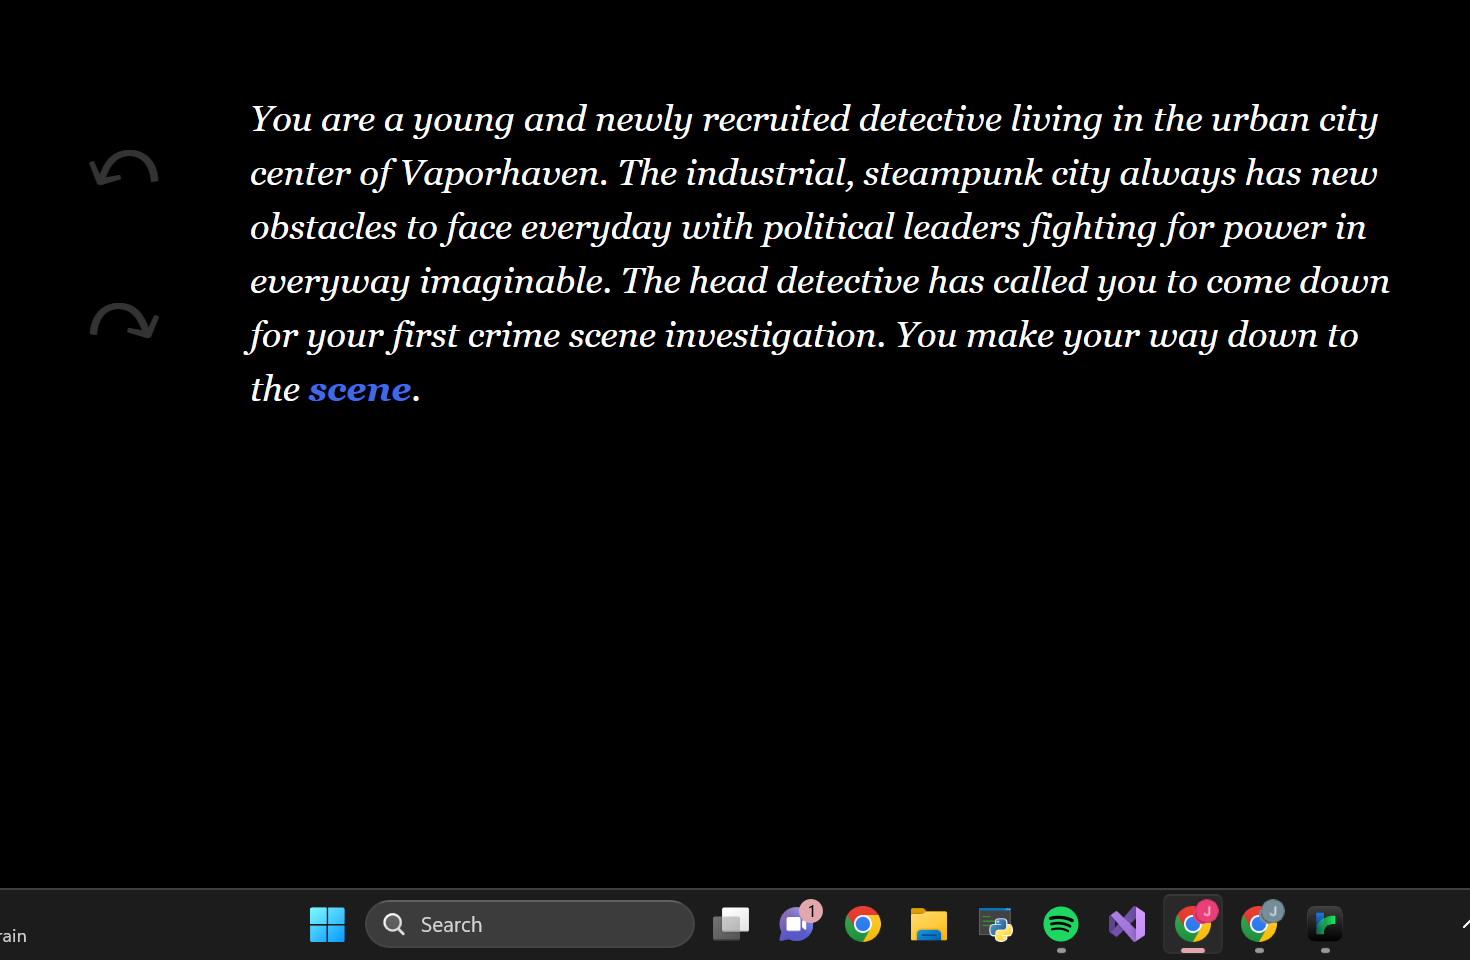 You are a young and newly recruited detective living in the urban city
center of Vaporhaven. The industrial, steampunk city always has new
obstacles to face everyday with political leaders fighting for power in
everyway imaginable. The head detective has called you to come down
for your first crime scene investigation. You make your way down to
the scene.
rain
Search
1
J
J